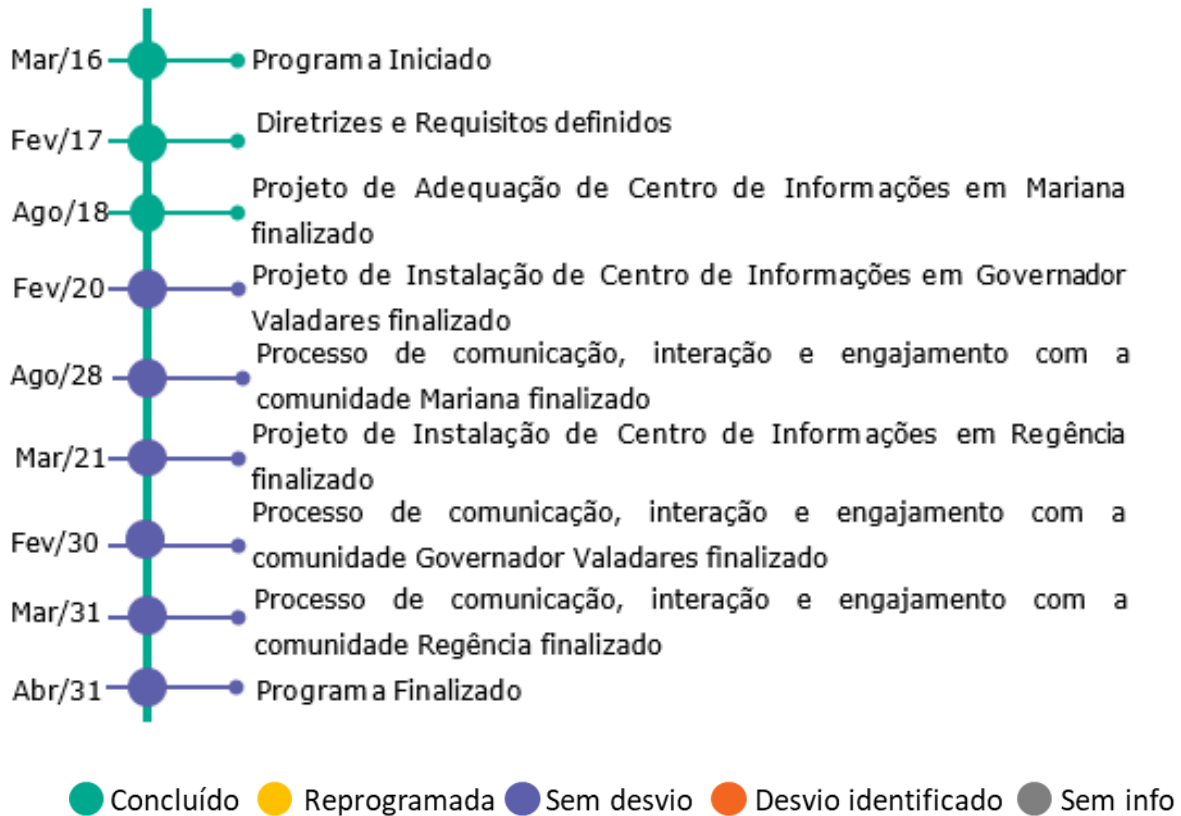 Mar/16 Programa Iniciado
Fev/17 Diretrizes e Requisitos definidos
Ago/18 Projeto de Adequação de Centro de Informações em Mariana
finalizado
Fev/20 Projeto de Instalação de Centro de Informações em Governador
Valadares finalizado
Ago/28 Processo de comunicação, interação e engajamento com a
comunidade Mariana finalizado
Mar/21 Projeto de Instalação de Centro de Informações em Regência
finalizado
Fev/30 Processo de comunicação, interação e engajamento com a
comunidade Governador Valadares finalizado
Mar/31 Processo de comunicação, interação e engajamento com a
comunidade Regência finalizado
Abr/31 Programa Finalizado
Concluído Reprogramada Sem desvio Desvio identificado Sem info